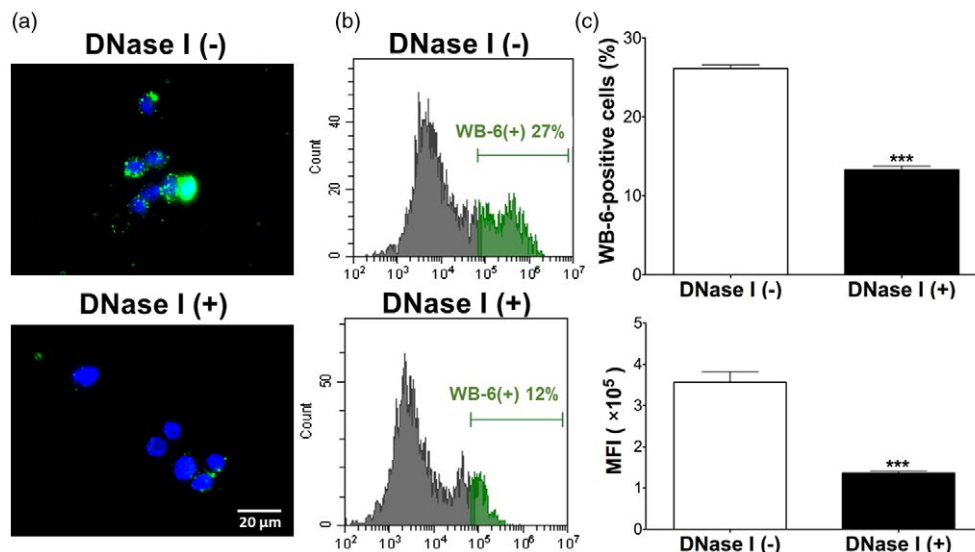 (a)
DNase I (-)
DNase I (+)
20 µm
(b)
DNase I (-)
Count
40
20
0
WB-6(+) 27%
10² 10³ 10⁴ 10⁵ 10⁶ 10⁷
DNase I (+)
Count
50
0
WB-6(+) 12%
10² 10³ 10⁴ 10⁵ 10⁶ 10⁷
(c)
WB-6-positive cells (%)
30
20
10
0
***
DNase I (-) DNase I (+)
MFI ( ×10⁵)
5
4
3
2
1
0
***
DNase I (-) DNase I (+)